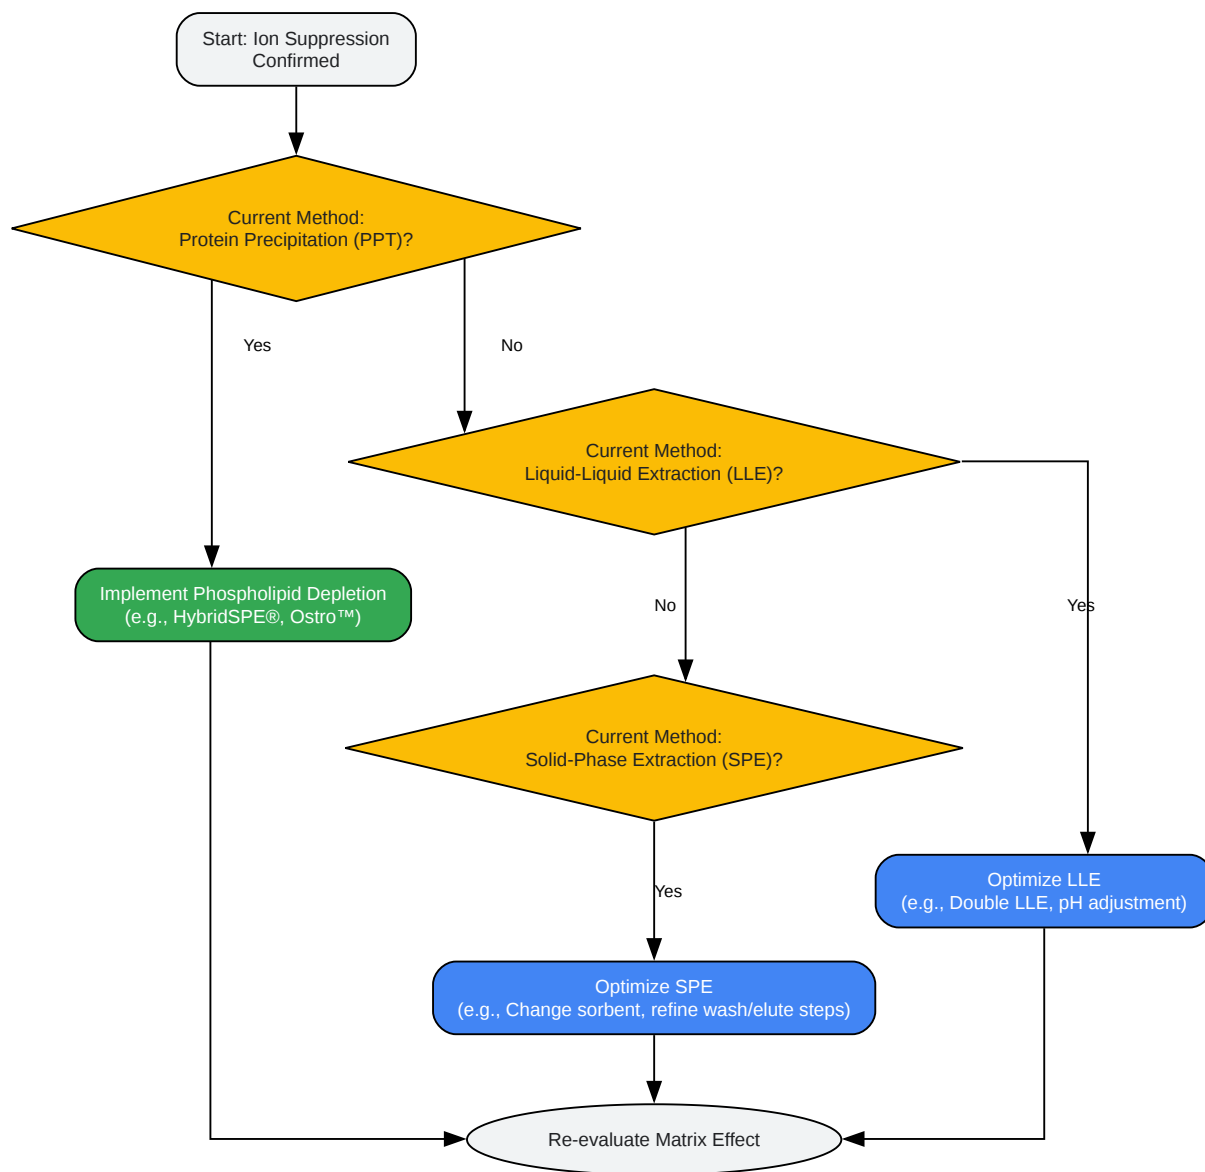 Start: Ion Suppression
Confirmed
Current Method:
Protein Precipitation (PPT)?
Yes
No
Current Method:
Liquid-Liquid Extraction (LLE)?
Implement Phospholipid Depletion
(e.g., HybridSPE®, Ostro™)
No
Yes
Current Method:
Solid-Phase Extraction (SPE)?
Yes
Optimize LLE
(e.g., Double LLE, pH adjustment)
Optimize SPE
(e.g., Change sorbent, refine wash/elute steps)
Re-evaluate Matrix Effect